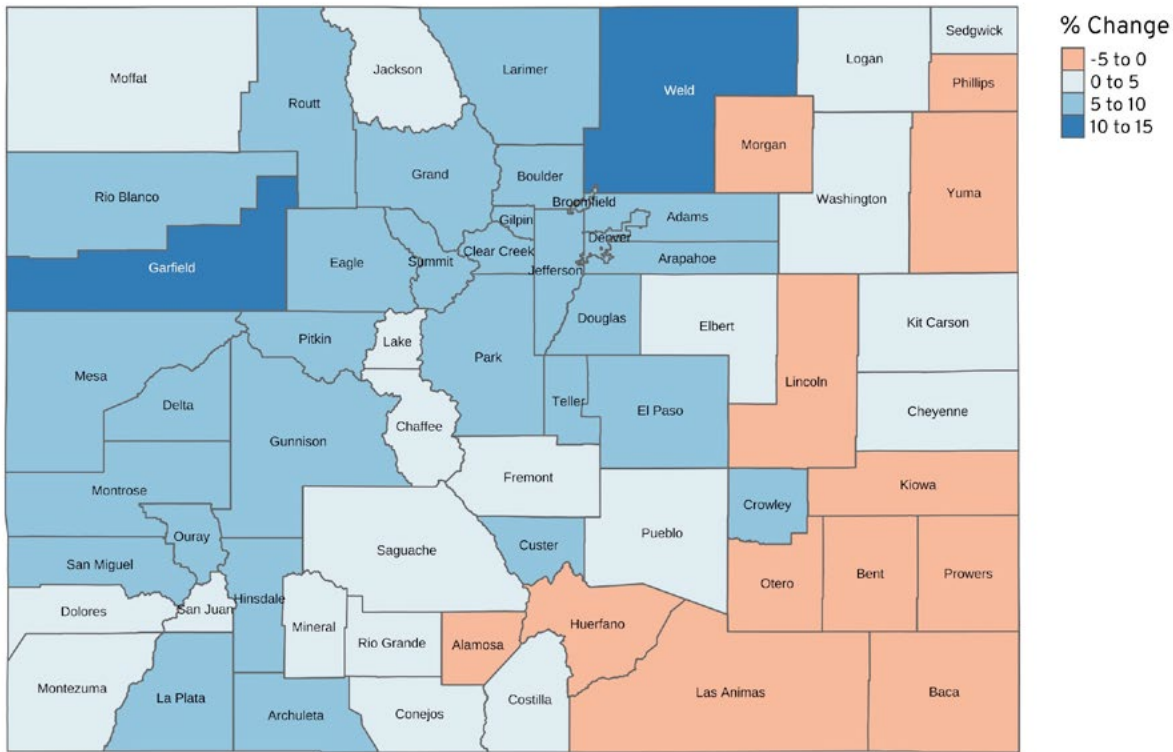 % Change
-5 to 0
0 to 5
5 to 10
10 to 15
Moffat
Routt
Jackson
Larimer
Weld
Logan
Sedgwick
Phillips
Morgan
Rio Blanco
Grand
Boulder
Washington
Yuma
Broomfield
Gilpin
Adams
Denver
Garfield
Eagle
Summit
Clear Creek
Jefferson
Arapahoe
Douglas
Elbert
Kit Carson
Pitkin
Lake
Mesa
Park
Lincoln
Delta
Teller
El Paso
Cheyenne
Chaffee
Gunnison
Fremont
Kiowa
Montrose
Crowley
Ouray
Pueblo
Custer
Saguache
San Miguel
Otero
Bent
Prowers
Hinsdale
Dolores
San Juan
Mineral
Huerfano
Rio Grande
Alamosa
Montezuma
La Plata
Archuleta
Conejos
Costilla
Las Animas
Baca